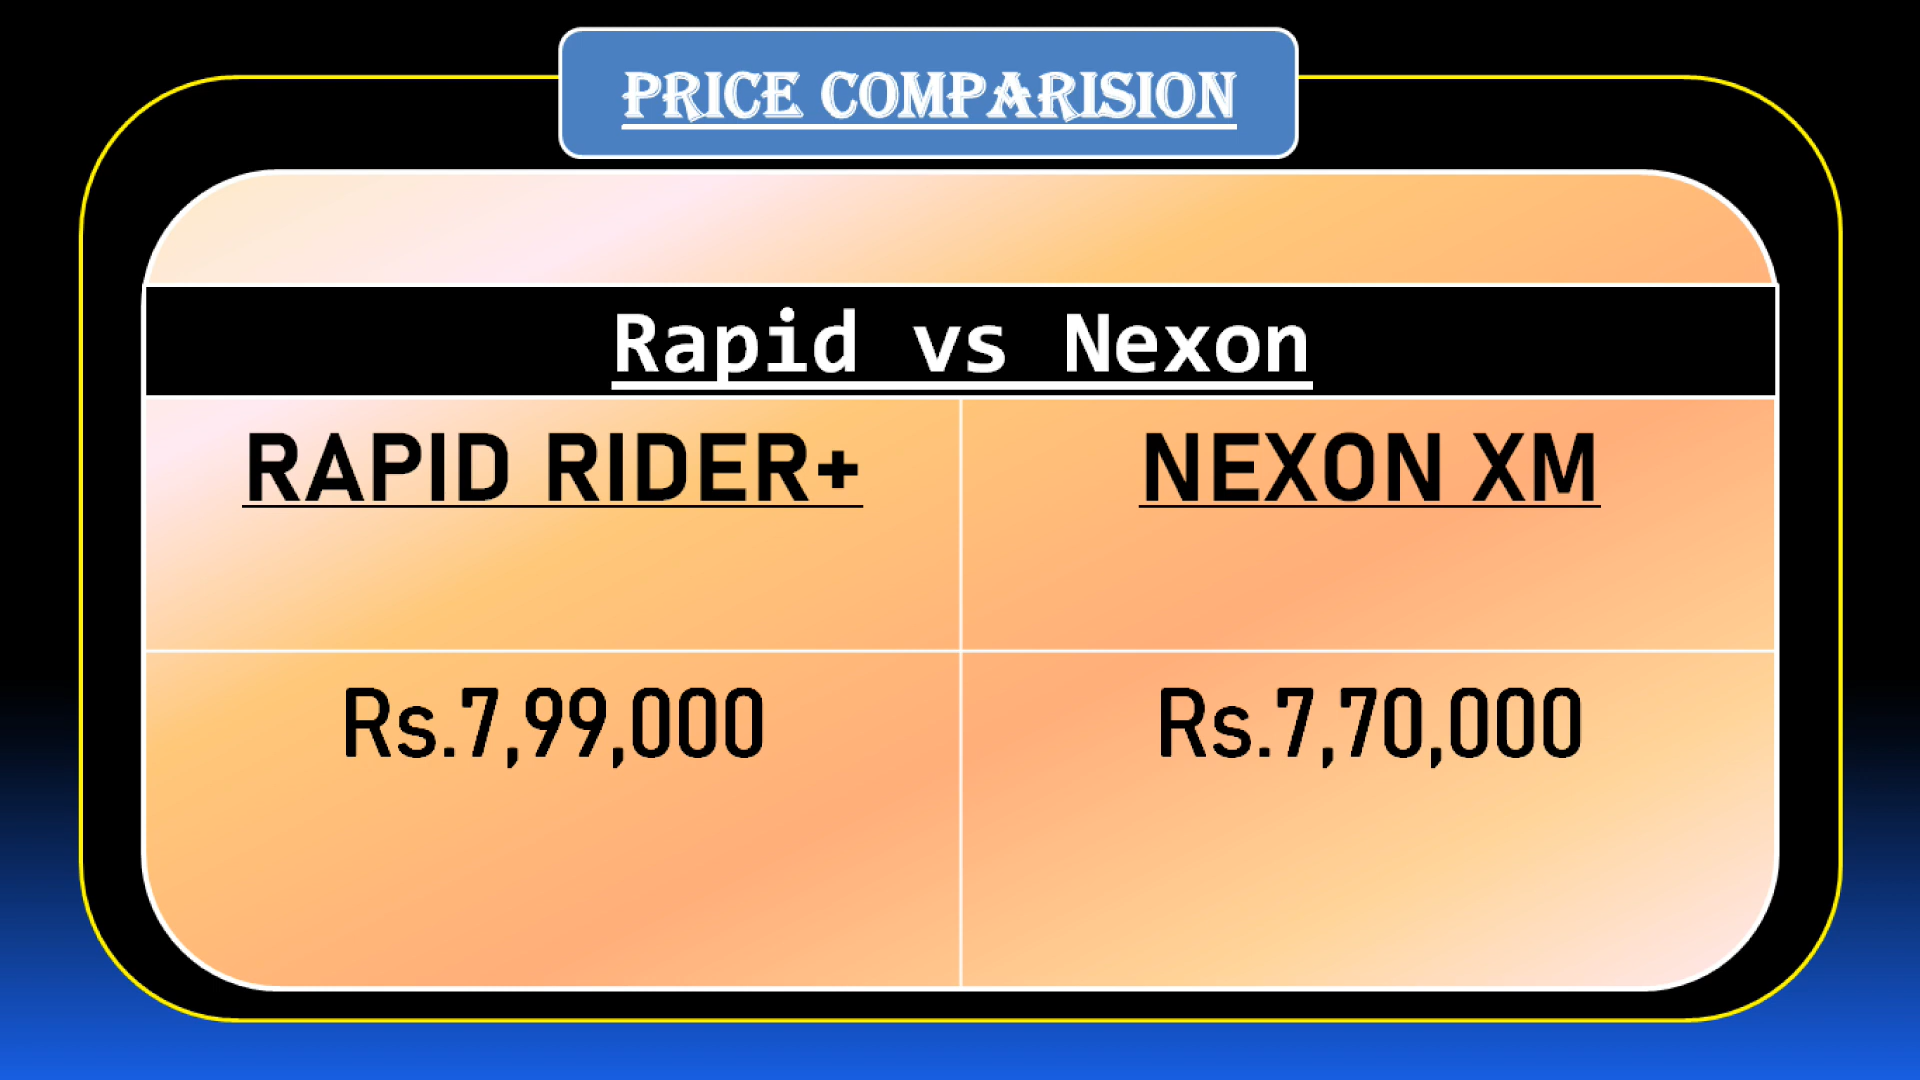 PRICE COMPARISION
Rapid vs Nexon
RAPID RIDER+
NEXON XM
Rs.7,99,000
Rs.7,70,000